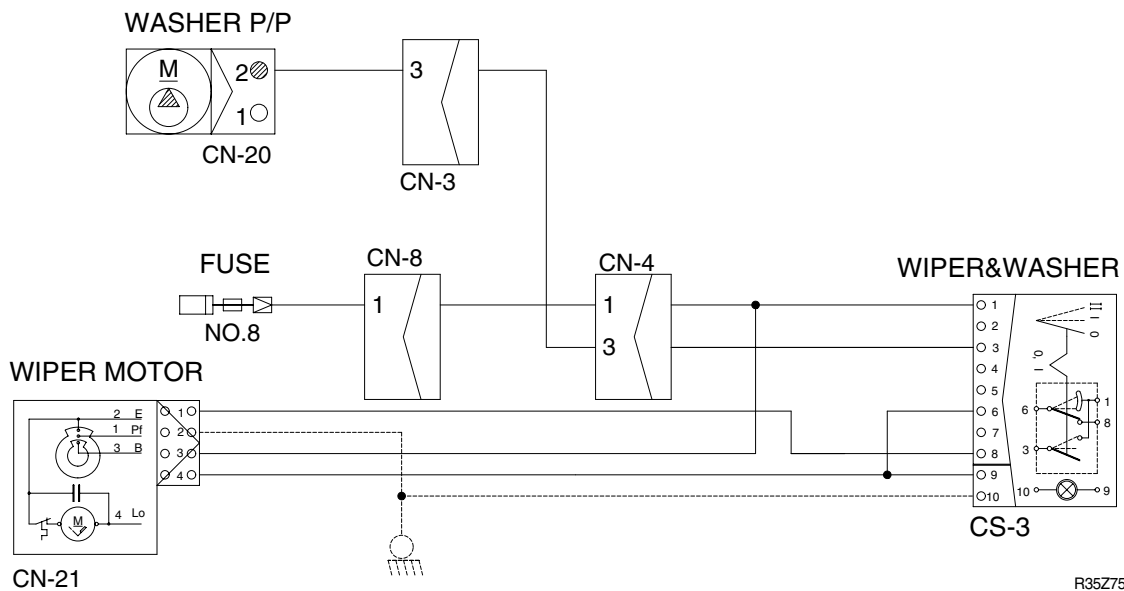 WASHER P/P
M
2
1
CN-20
3
CN-3
FUSE
NO.8
CN-8
1
CN-4
1
3
WIPER&WASHER
1
2
3
4
5
6
7
8
9
10
II
I
0
0,
I
6
1
8
3
10
9
CS-3
WIPER MOTOR
2 E
1 Pf
3 B
4 Lo
M
1
2
3
4
CN-21
R35Z75